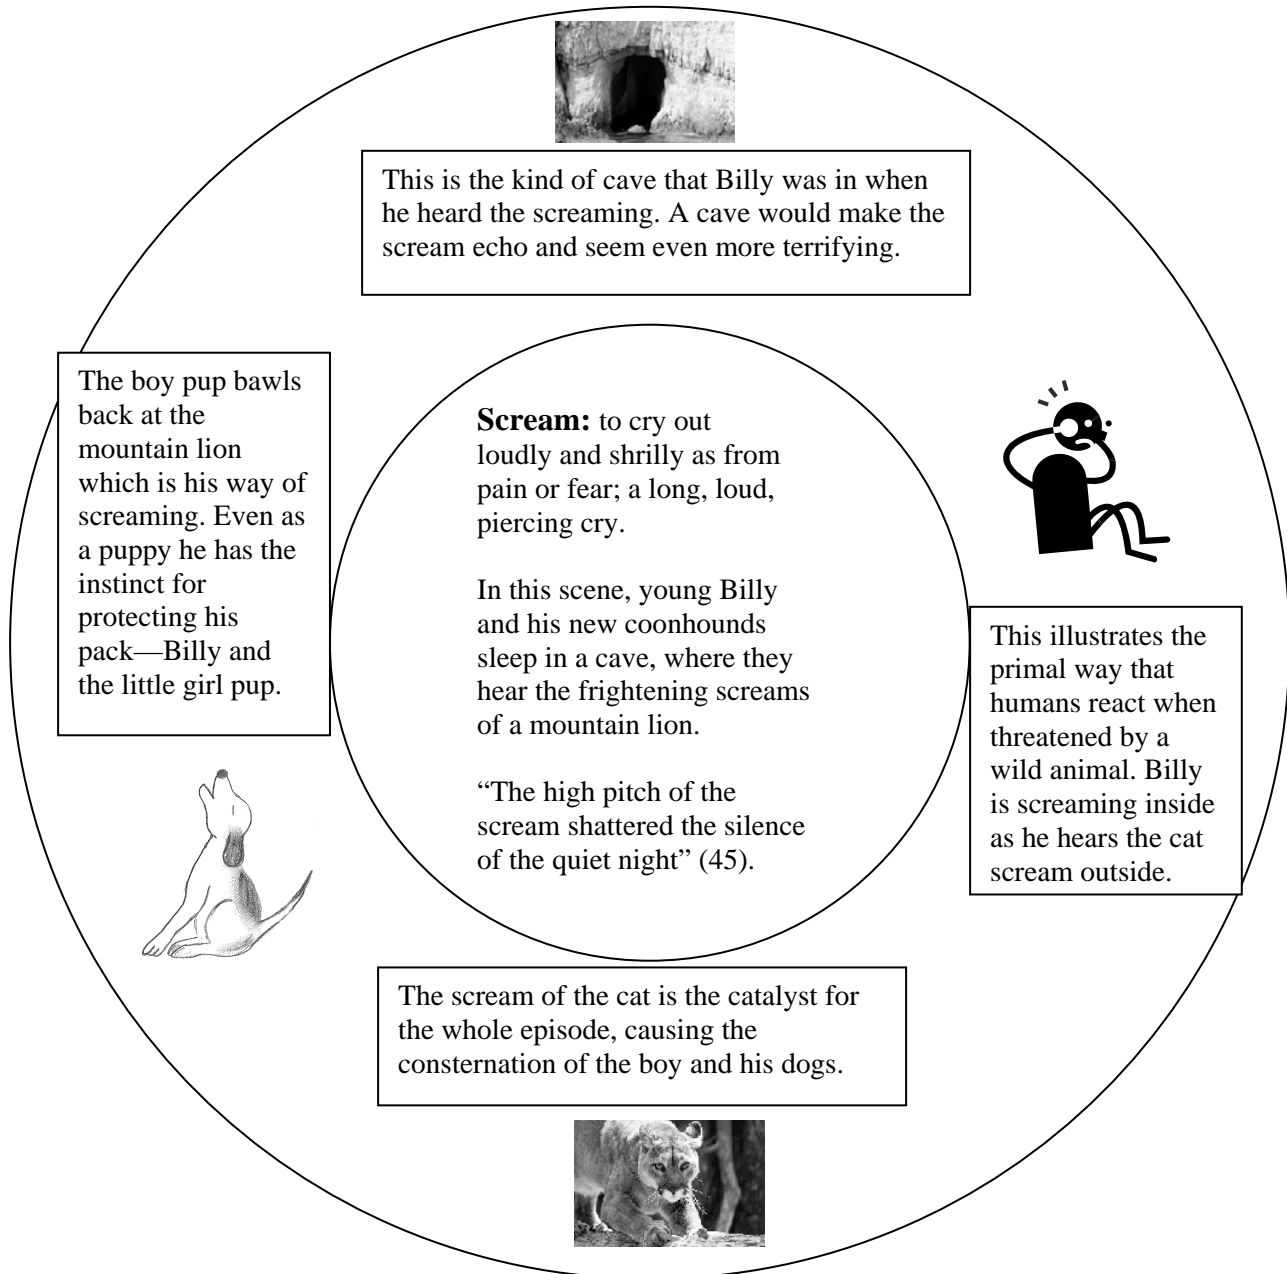 This is the kind of cave that Billy was in when
he heard the screaming. A cave would make the
scream echo and seem even more terrifying.
The boy pup bawls
back at the
mountain lion
which is his way of
screaming. Even as
a puppy he has the
instinct for
protecting his
pack—Billy and
the little girl pup.
Scream: to cry out
loudly and shrilly as from
pain or fear; a long, loud,
piercing cry.
In this scene, young Billy
and his new coonhounds
sleep in a cave, where they
hear the frightening screams
of a mountain lion.
“The high pitch of the
scream shattered the silence
of the quiet night” (45).
This illustrates the
primal way that
humans react when
threatened by a
wild animal. Billy
is screaming inside
as he hears the cat
scream outside.
The scream of the cat is the catalyst for
the whole episode, causing the
consternation of the boy and his dogs.